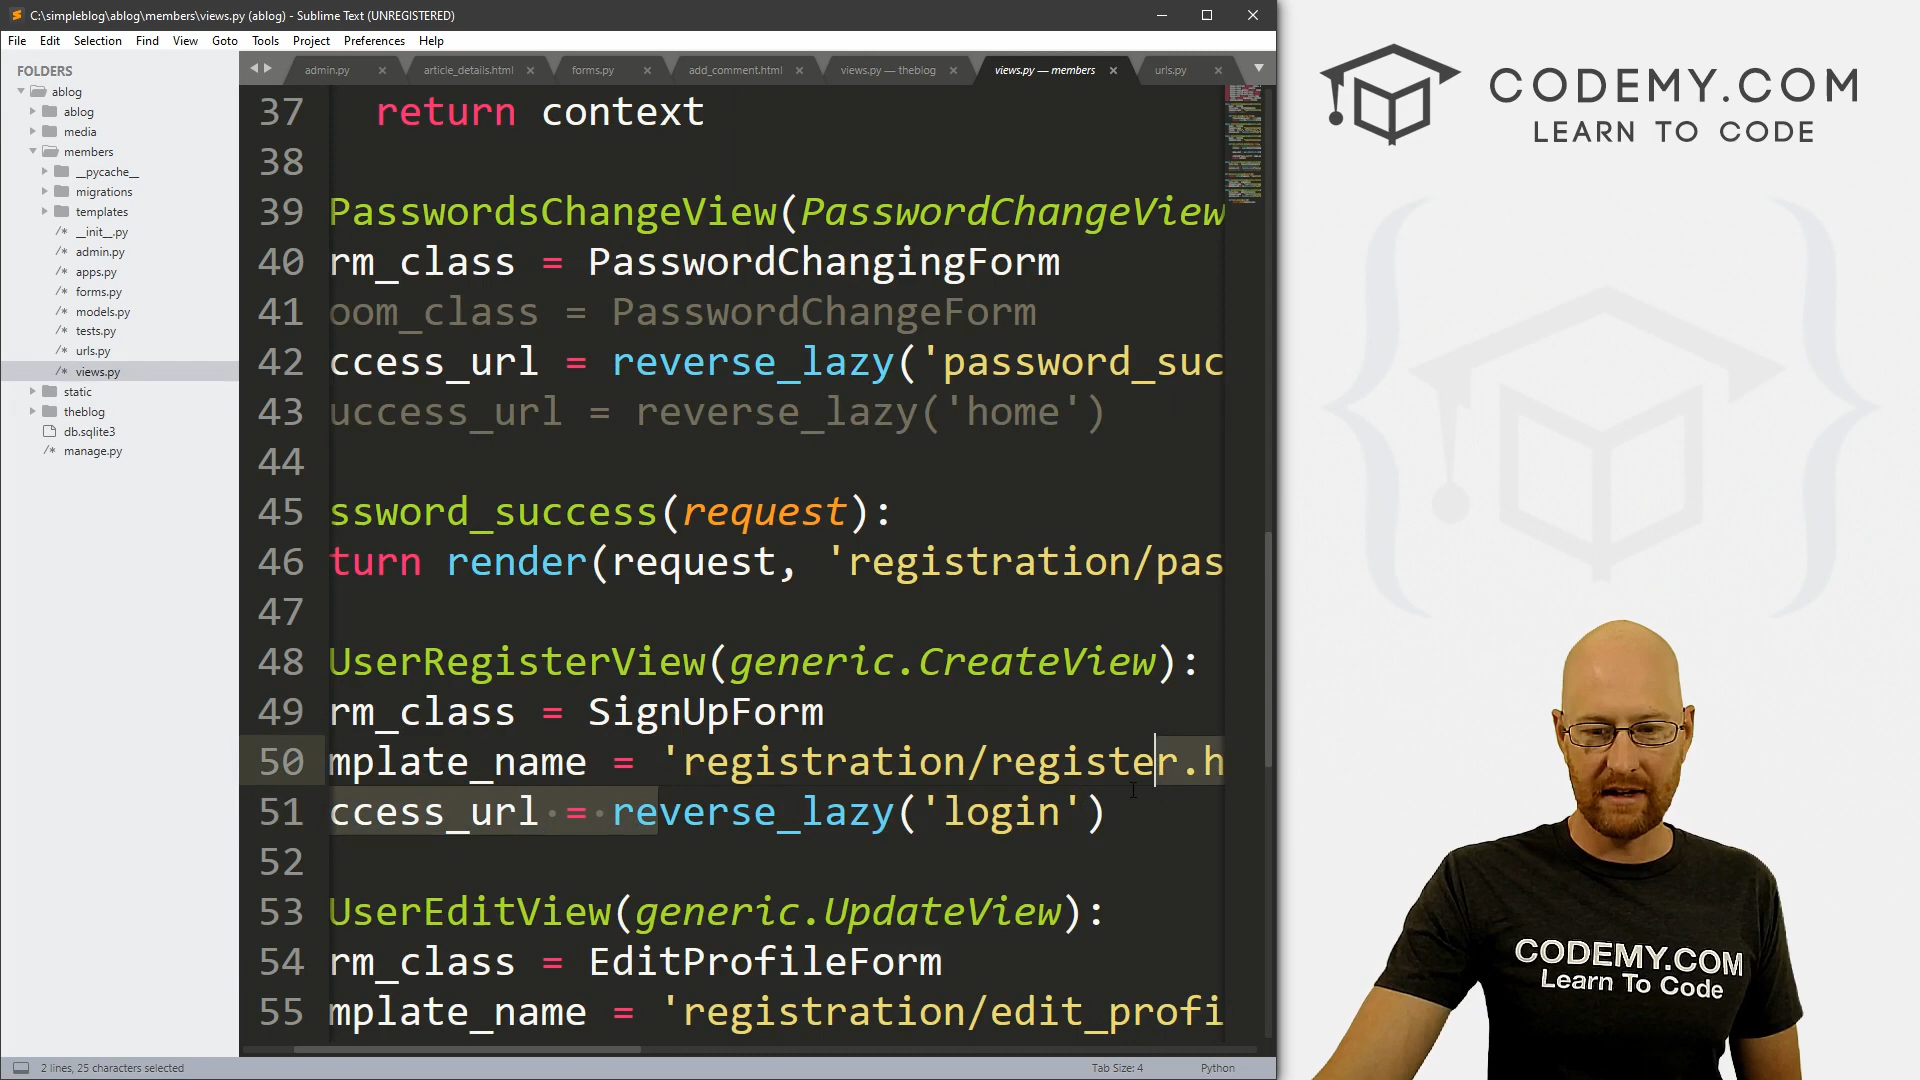 C:\simpleblog\ablog\members\views.py (ablog) - Sublime Text (UNREGISTERED)
File Edit Selection Find View Goto Tools Project Preferences Help
FOLDERS
ablog
ablog
media
members
__pycache__
migrations
templates
__init__.py
admin.py
apps.py
forms.py
models.py
tests.py
urls.py
views.py
static
theblog
db.sqlite3
manage.py
admin.py article_details.html forms.py add_comment.html views.py — theblog views.py — members urls.py
37 return context
38
39 PasswordsChangeView(PasswordChangeView
40 rm_class = PasswordChangingForm
41 oom_class = PasswordChangeForm
42 ccess_url = reverse_lazy('password_suc
43 uccess_url = reverse_lazy('home')
44
45 ssword_success(request):
46 turn render(request, 'registration/pas
47
48 UserRegisterView(generic.CreateView):
49 rm_class = SignUpForm
50 mplate_name = 'registration/register.h
51 ccess_url = reverse_lazy('login')
52
53 UserEditView(generic.UpdateView):
54 rm_class = EditProfileForm
55 mplate_name = 'registration/edit_profi
2 lines, 25 characters selected
Tab Size: 4
Python
CODEMY.COM
LEARN TO CODE
CODEMY.COM
Learn To Code